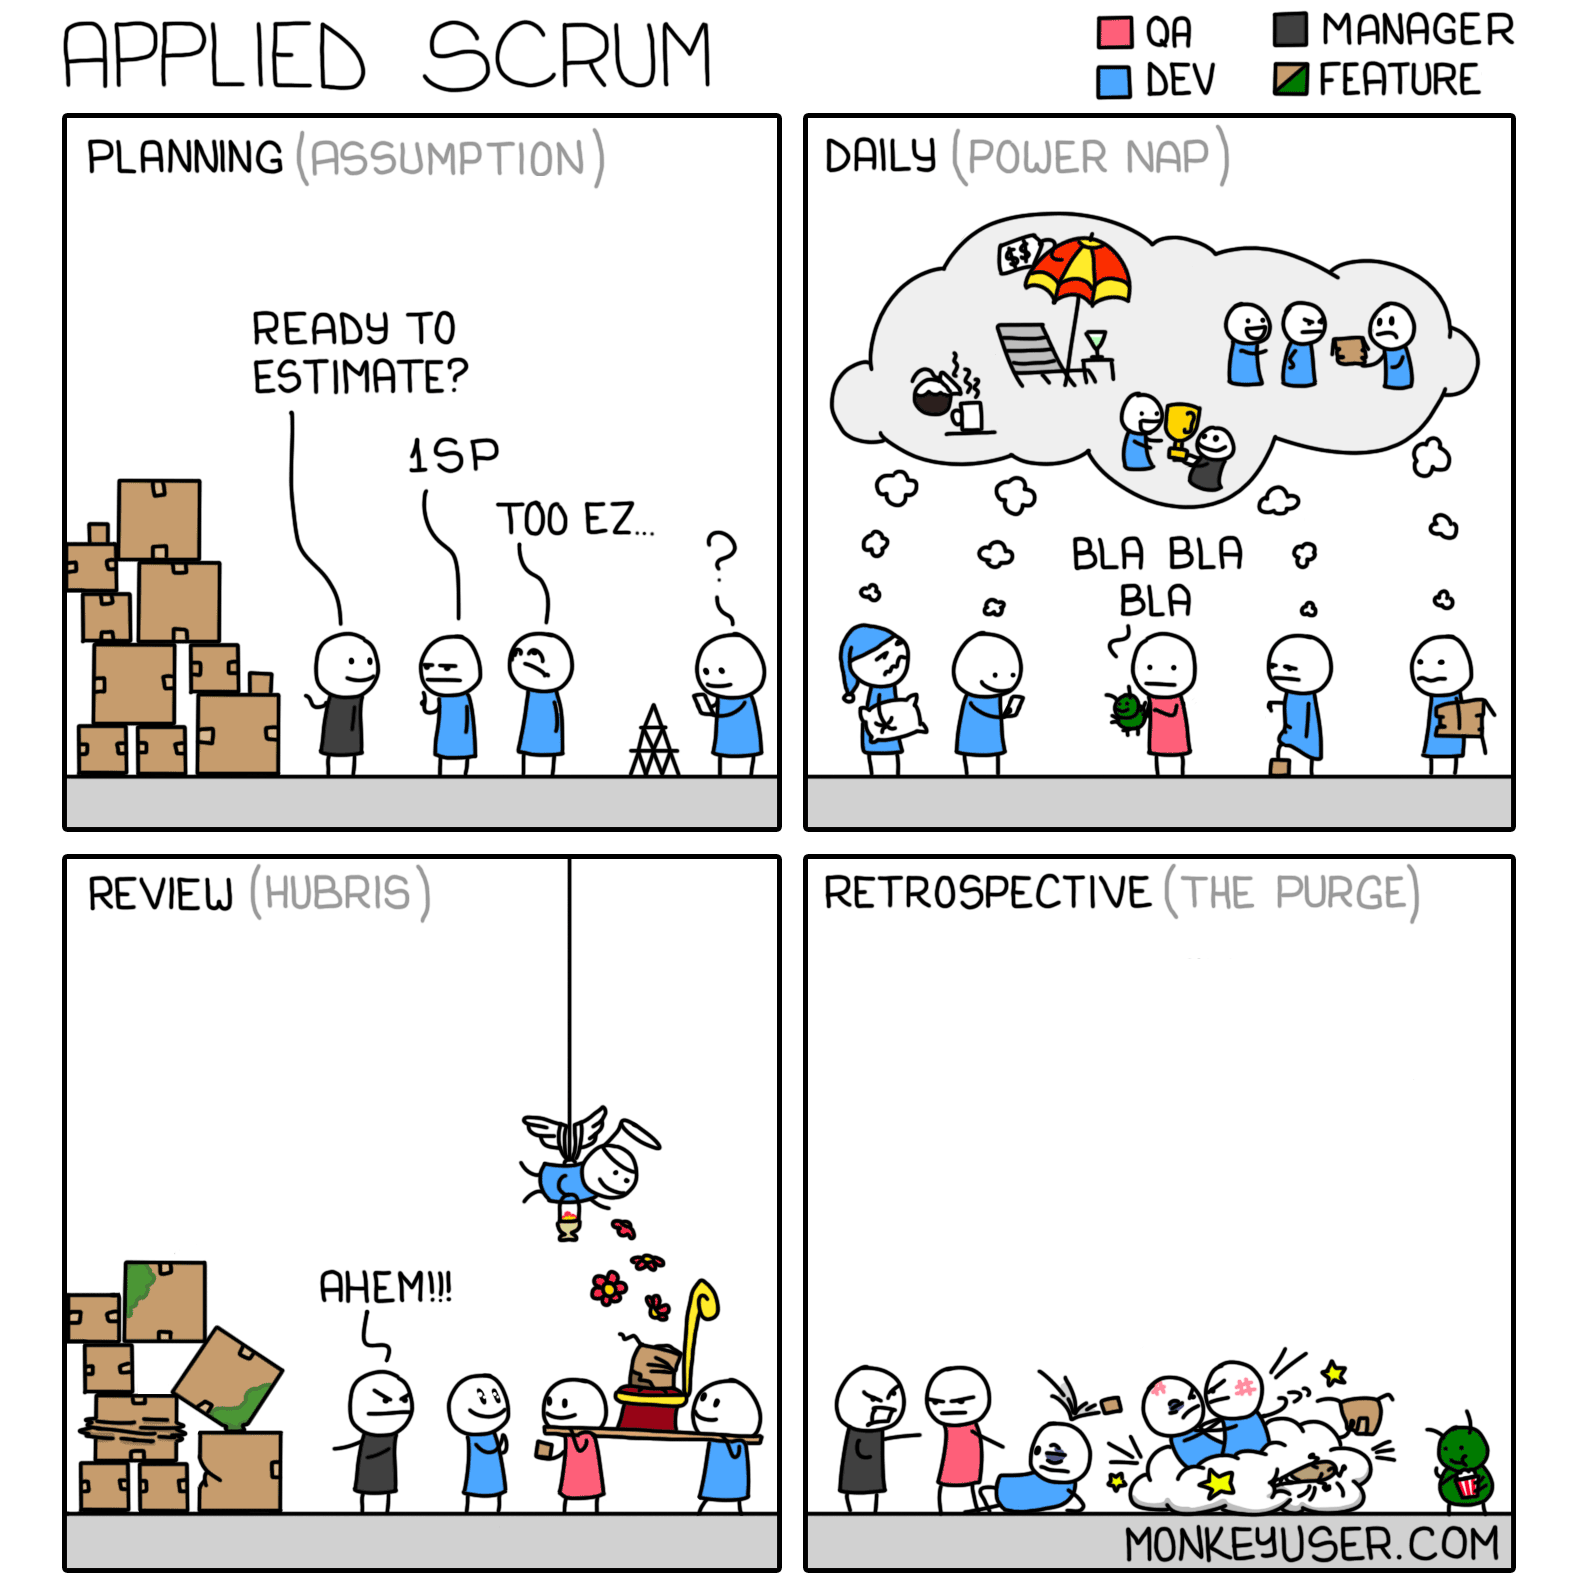 APPLIED SCRUM
QA
MANAGER
DEV
FEATURE
PLANNING (ASSUMPTION)
READY TO
ESTIMATE?
1SP
TOO EZ...
?
DAILY (POWER NAP)
$$
BLA BLA
BLA
REVIEW (HUBRIS)
AHEM!!!
RETROSPECTIVE (THE PURGE)
MONKEYUSER.COM